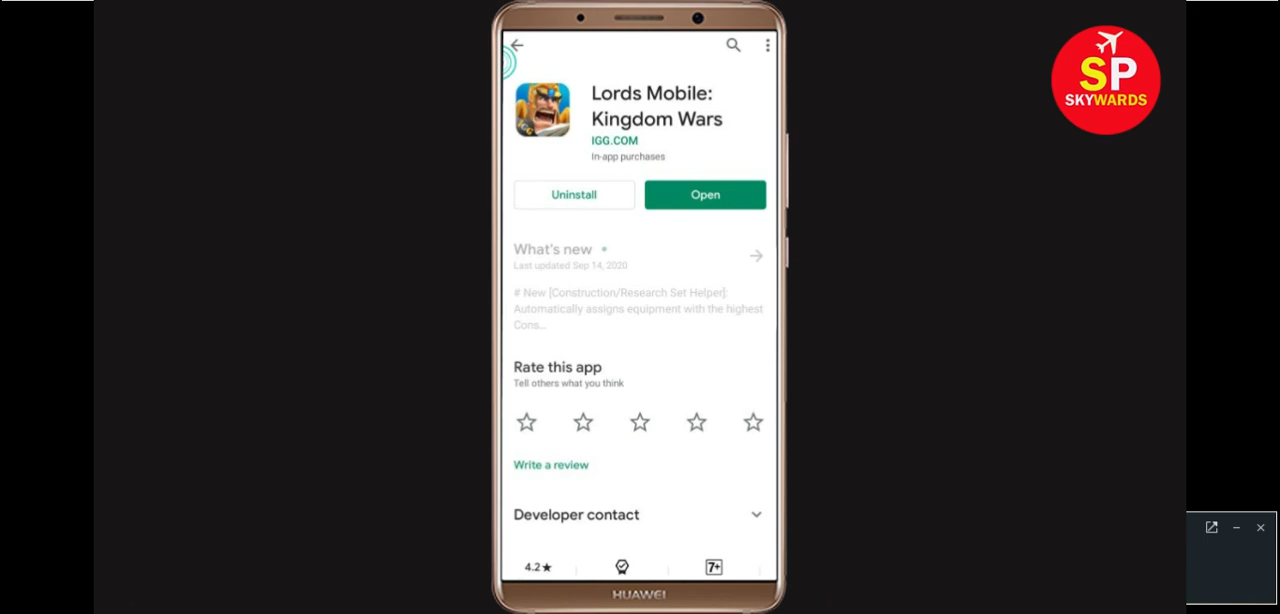 Lords Mobile:
Kingdom Wars
IGG.COM
In-app purchases
Uninstall
Open
What's new
Last updated Sep 14, 2020
# New [Construction/Research Set Helper]:
Automatically assigns equipment with the highest
Cons...
Rate this app
Tell others what you think
Write a review
Developer contact
4.2★
7+
HUAWEI
SP
SKYWARDS
IGG